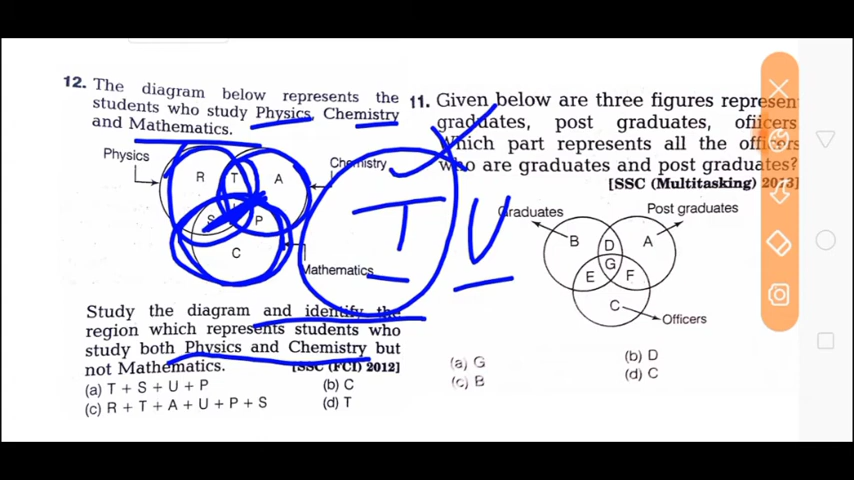 12. The diagram below represents the
students who study Physics, Chemistry
and Mathematics.
Physics
Chemistry
R
T
A
U
S
P
C
Mathematics
T
U
Study the diagram and identify the
region which represents students who
study both Physics and Chemistry but
not Mathematics. [SSC (FCI) 2012]
(a) T + S + U + P
(b) C
(c) R + T + A + U + P + S
(d) T
11. Given below are three figures represen
graduates, post graduates, officers
Which part represents all the officers
who are graduates and post graduates?
[SSC (Multitasking) 2013]
Graduates
Post graduates
B
D
A
G
E
F
C
Officers
(a) G
(b) D
(c) B
(d) C